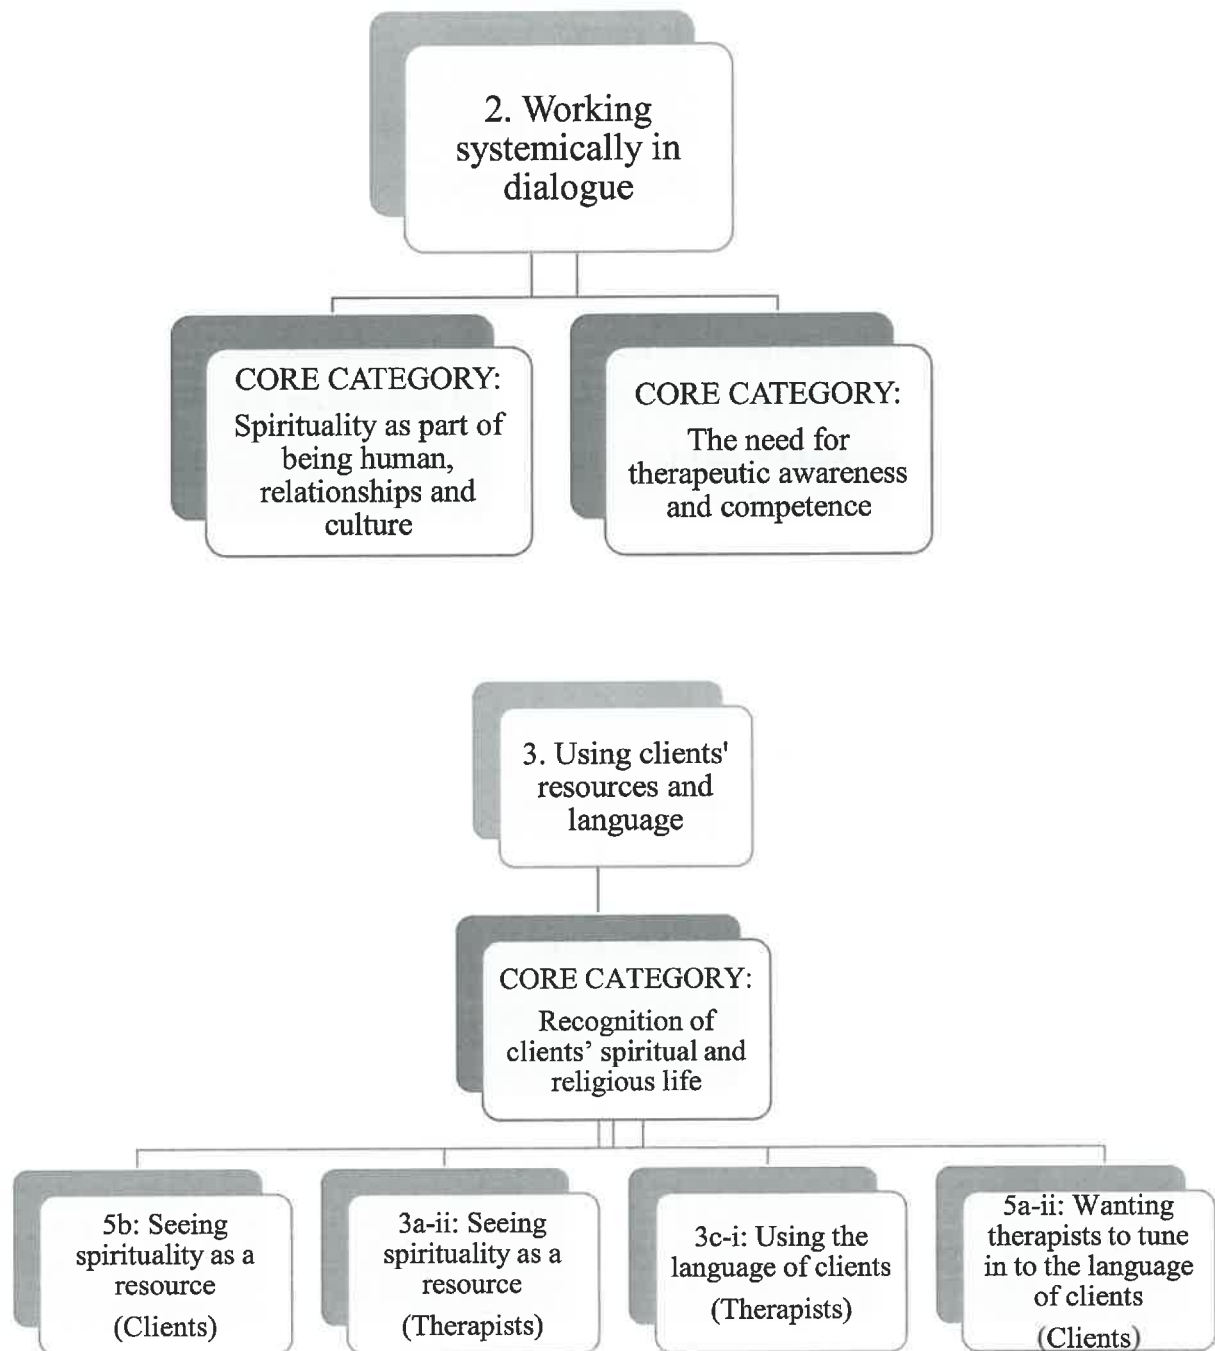 2. Working
systemically in
dialogue
CORE CATEGORY:
Spirituality as part of
being human,
relationships and
culture
CORE CATEGORY:
The need for
therapeutic awareness
and competence
3. Using clients'
resources and
language
CORE CATEGORY:
Recognition of
clients’ spiritual and
religious life
5b: Seeing
spirituality as a
resource
(Clients)
3a-ii: Seeing
spirituality as a
resource
(Therapists)
3c-i: Using the
language of clients
(Therapists)
5a-ii: Wanting
therapists to tune
in to the language
of clients
(Clients)